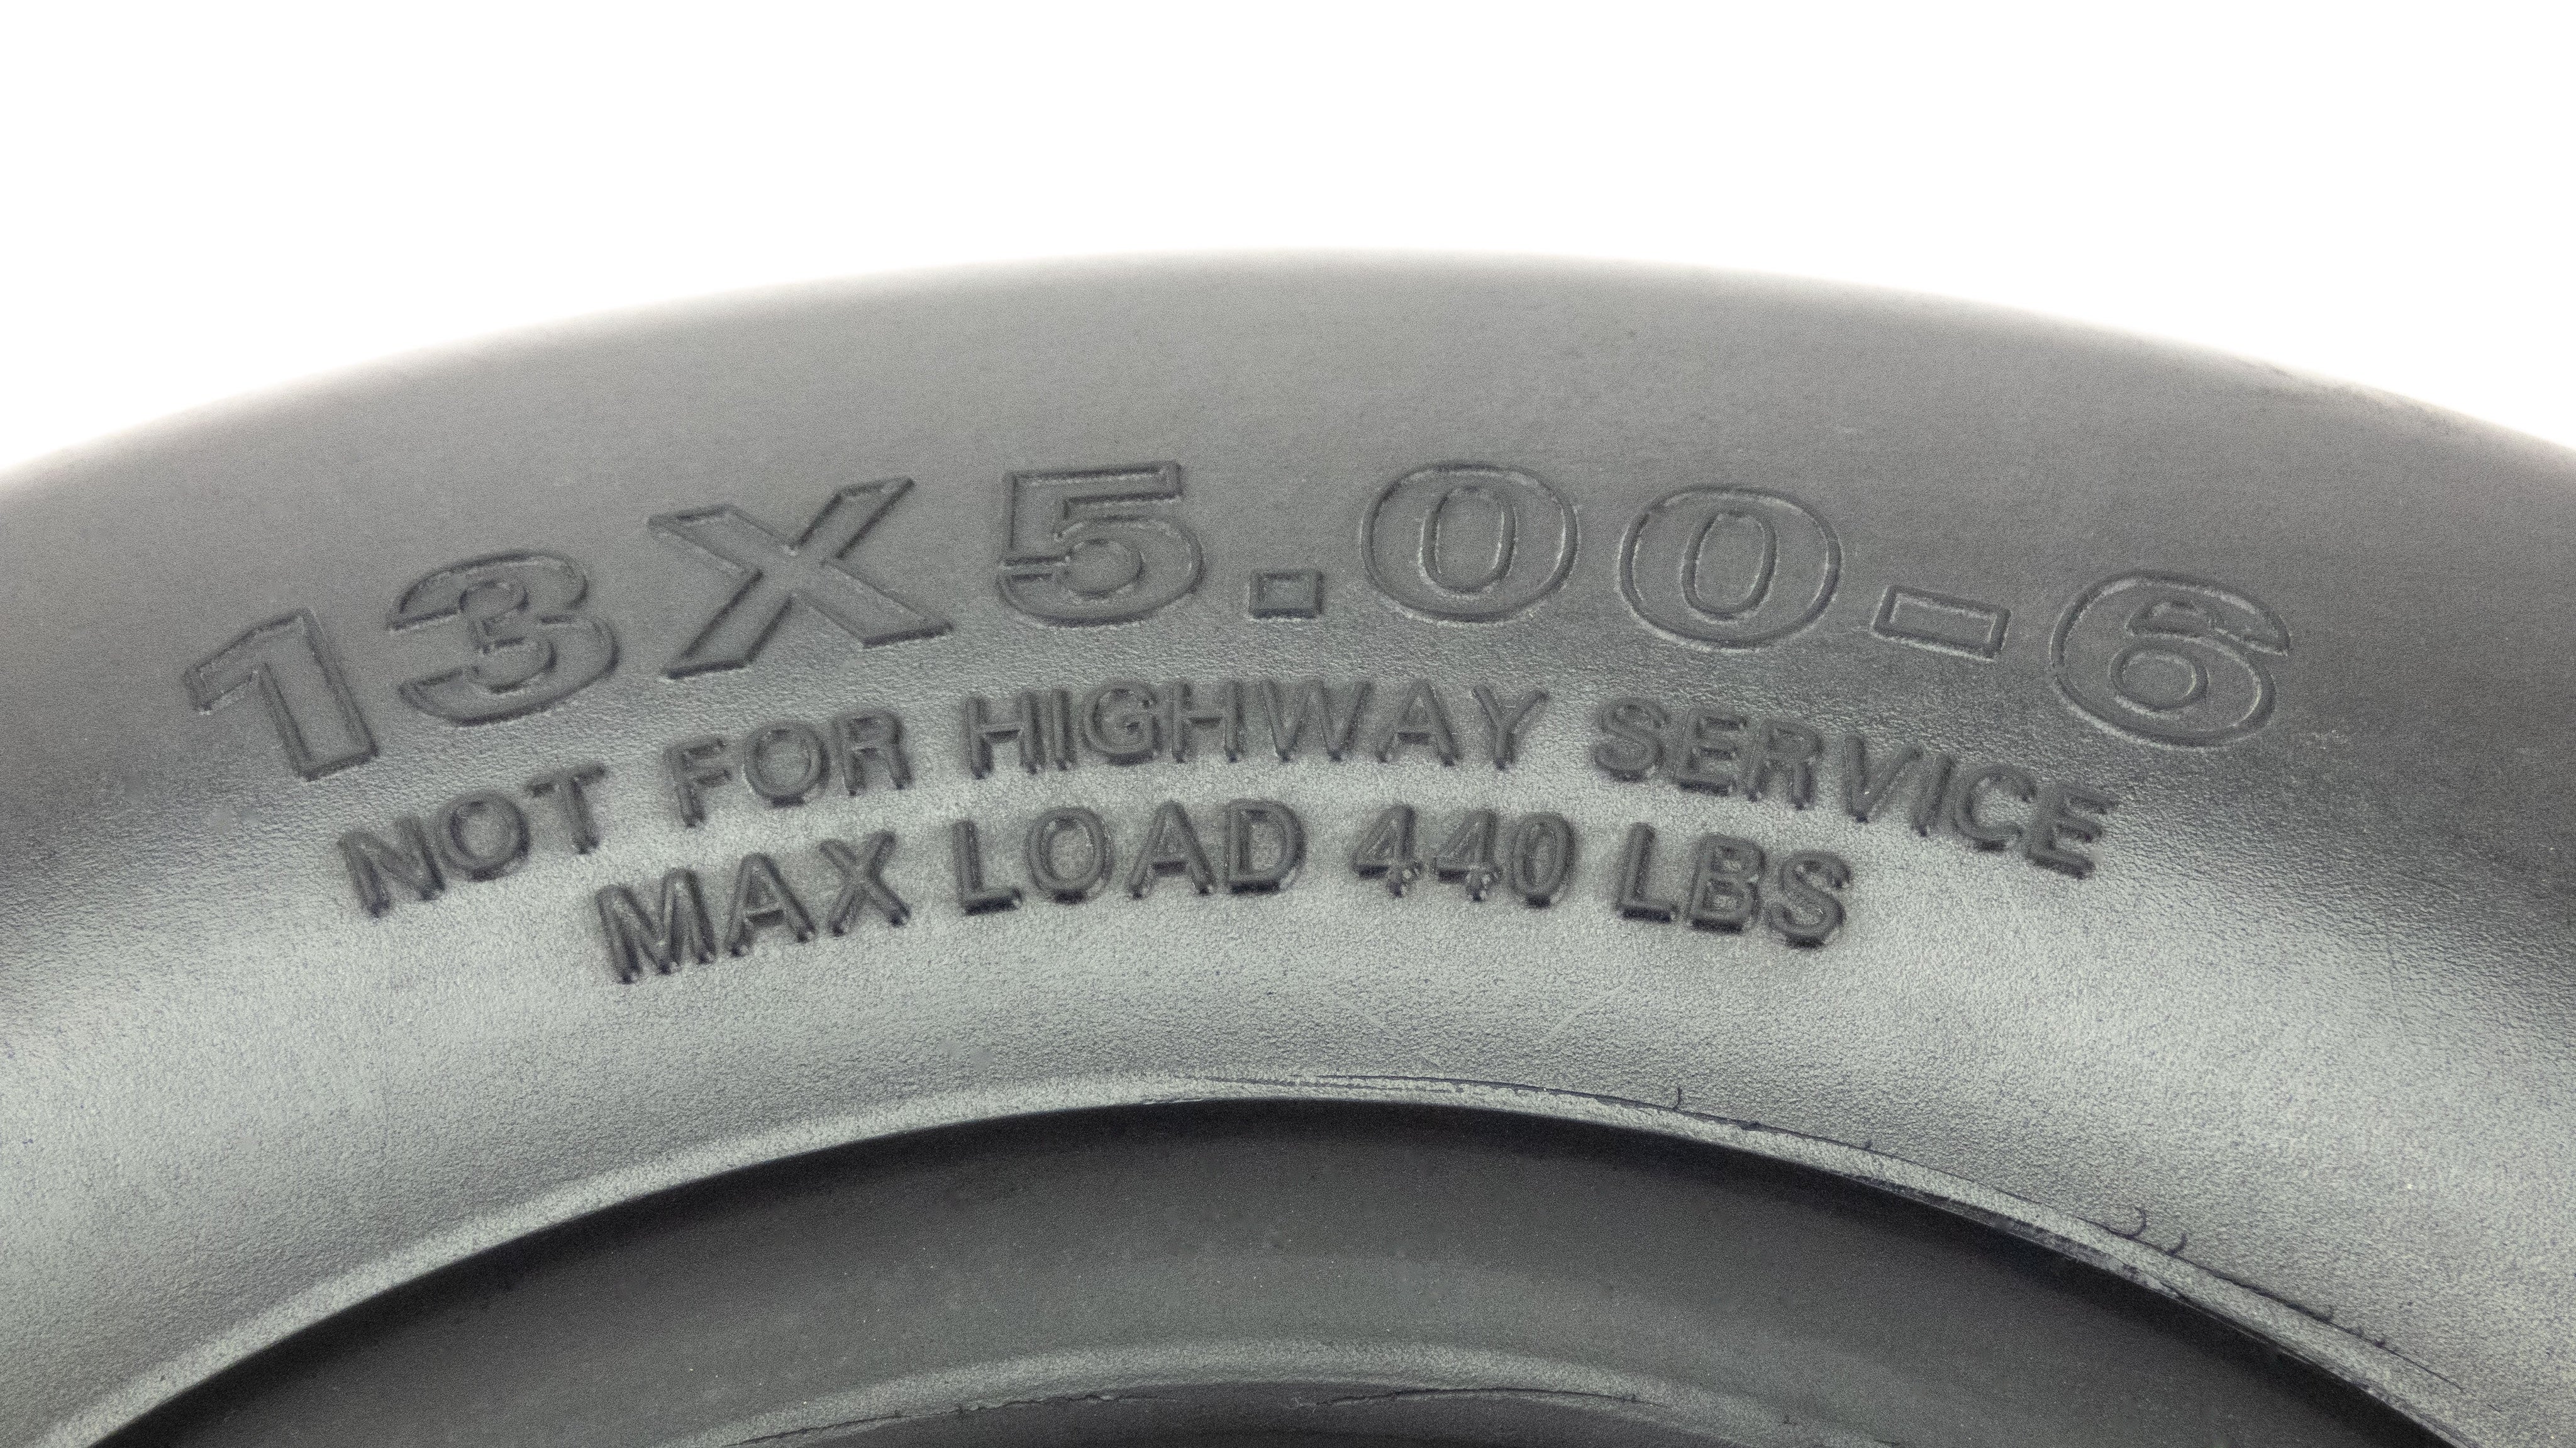 13X5.00-6
NOT FOR HIGHWAY SERVICE
MAX LOAD 440 LBS